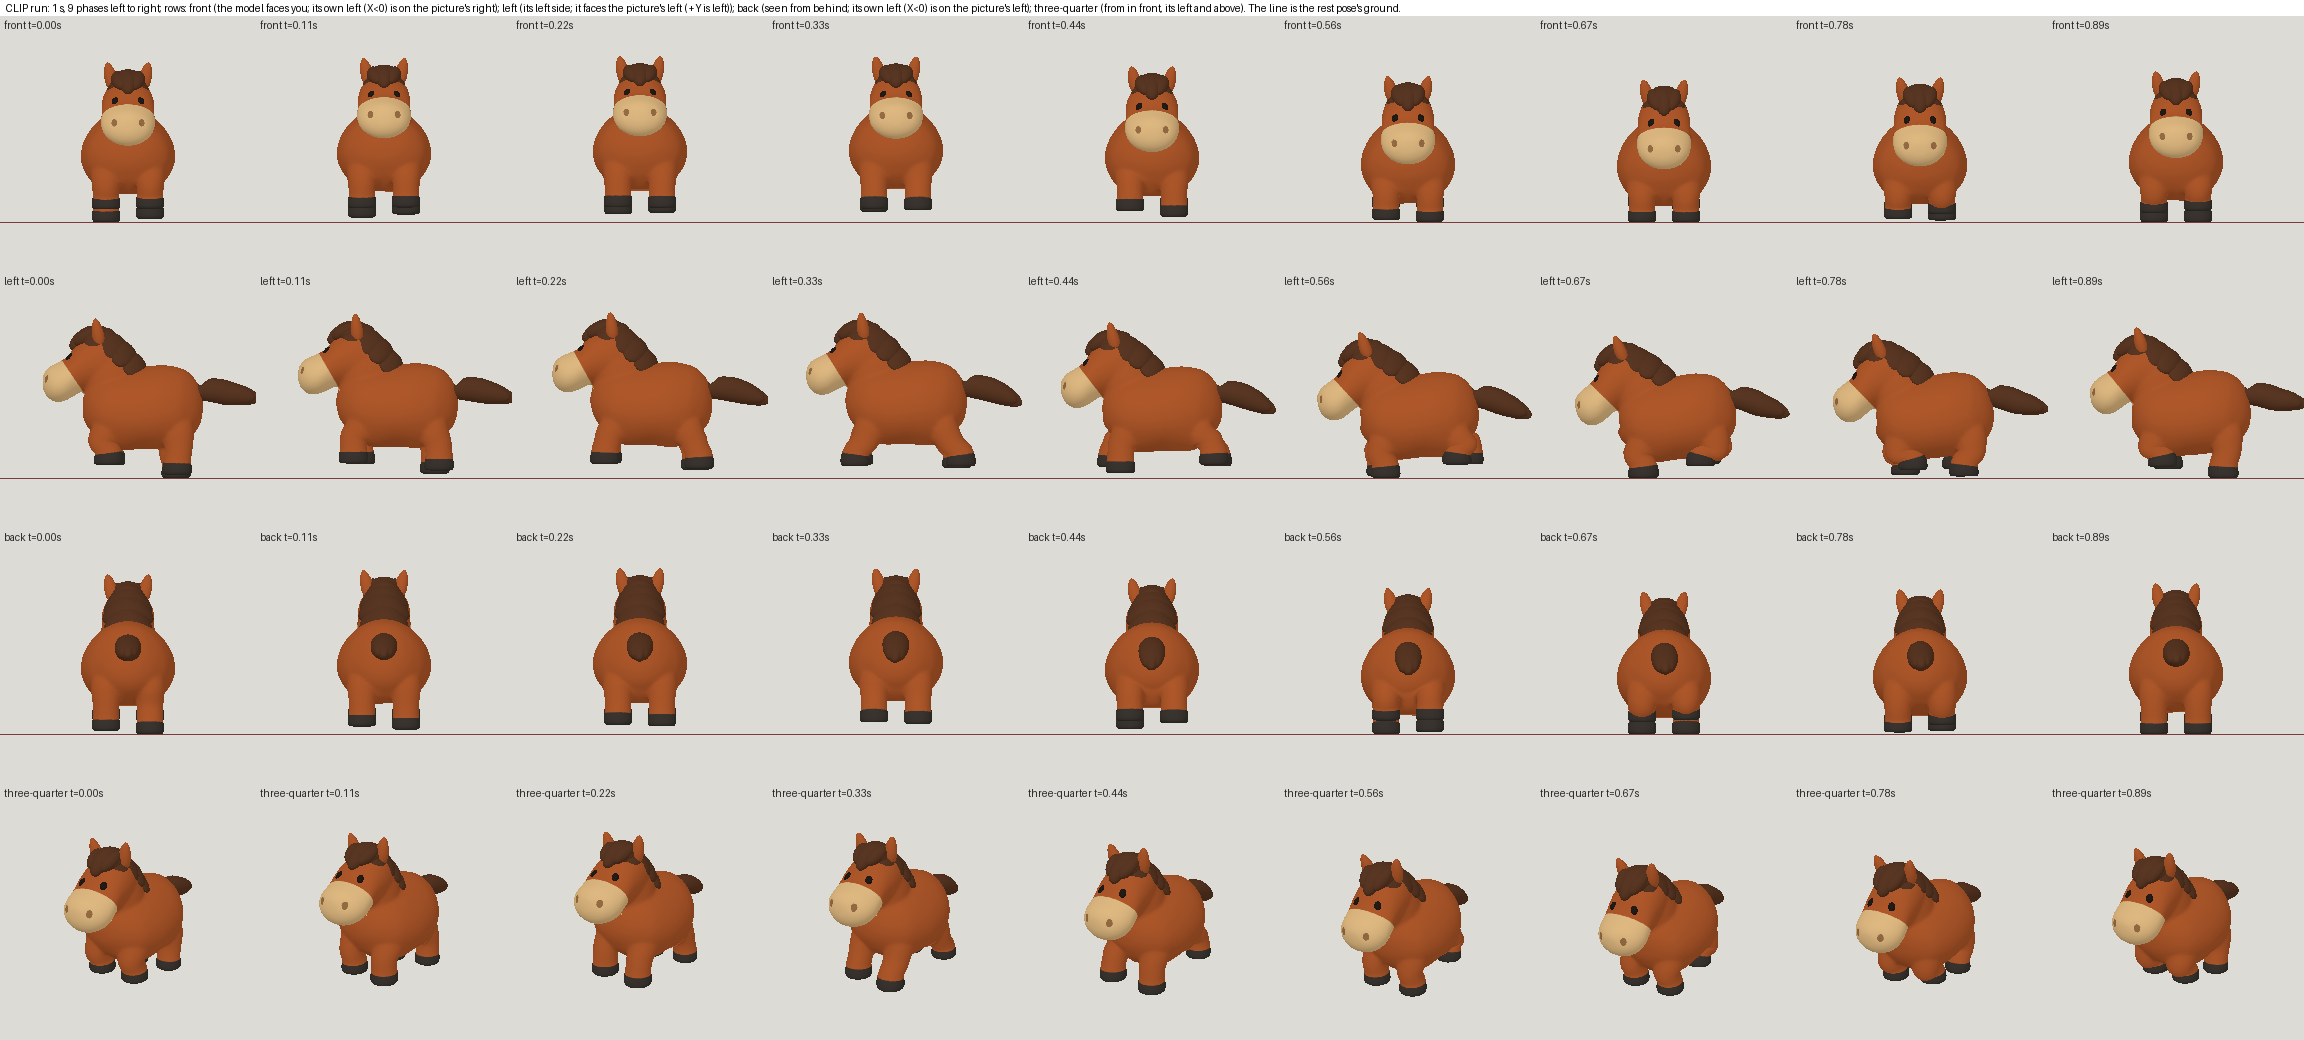 CLIP run: 1 s, 9 phases left to right; rows: front (the model faces you; its own left (X<0) is on the picture's right); left (its left side; it faces the picture's left (+Y is left)); back (seen from behind; its own left (X<0) is on the picture's left); three-quarter (from in front, its left and above). The line is the rest pose's ground.
front t=0.00s front t=0.11s front t=0.22s front t=0.33s front t=0.44s front t=0.56s front t=0.67s front t=0.78s front t=0.89s
left t=0.00s left t=0.11s left t=0.22s left t=0.33s left t=0.44s left t=0.56s left t=0.67s left t=0.78s left t=0.89s
back t=0.00s back t=0.11s back t=0.22s back t=0.33s back t=0.44s back t=0.56s back t=0.67s back t=0.78s back t=0.89s
three-quarter t=0.00s three-quarter t=0.11s three-quarter t=0.22s three-quarter t=0.33s three-quarter t=0.44s three-quarter t=0.56s three-quarter t=0.67s three-quarter t=0.78s three-quarter t=0.89s